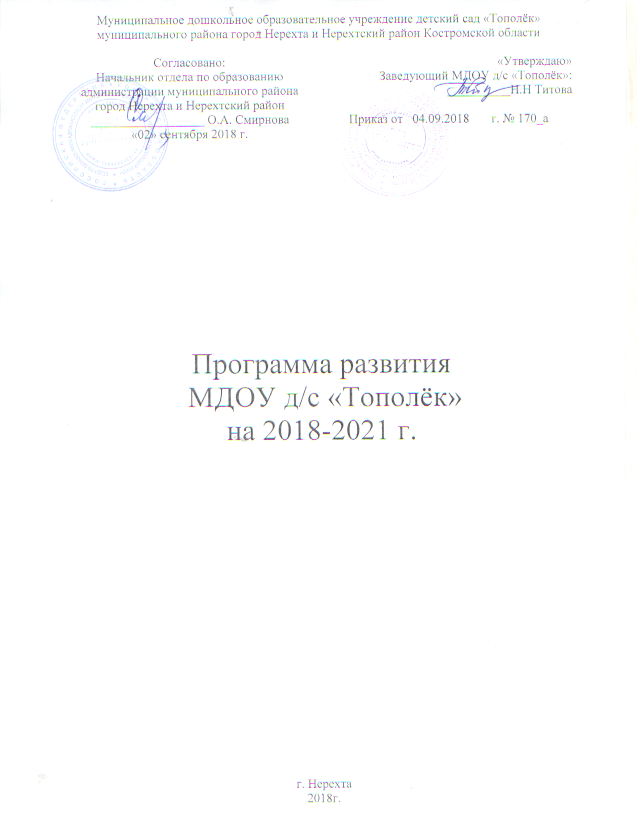 Муниципальное дошкольное образовательное учреждение детский сад «Тополёк»
муниципального района город Нерехта и Нерехтский район Костромской области
Согласовано:
Начальник отдела по образованию
администрации муниципального района
город Нерехта и Нерехтский район
__________________ О.А. Смирнова
«02» сентября 2018 г.
«Утверждаю»
Заведующий МДОУ д/с «Тополёк»:
__________Н.Н Титова
Приказ от 04.09.2018 г. № 170_а
Программа развития
МДОУ д/с «Тополёк»
на 2018-2021 г.
г. Нерехта
2018г.